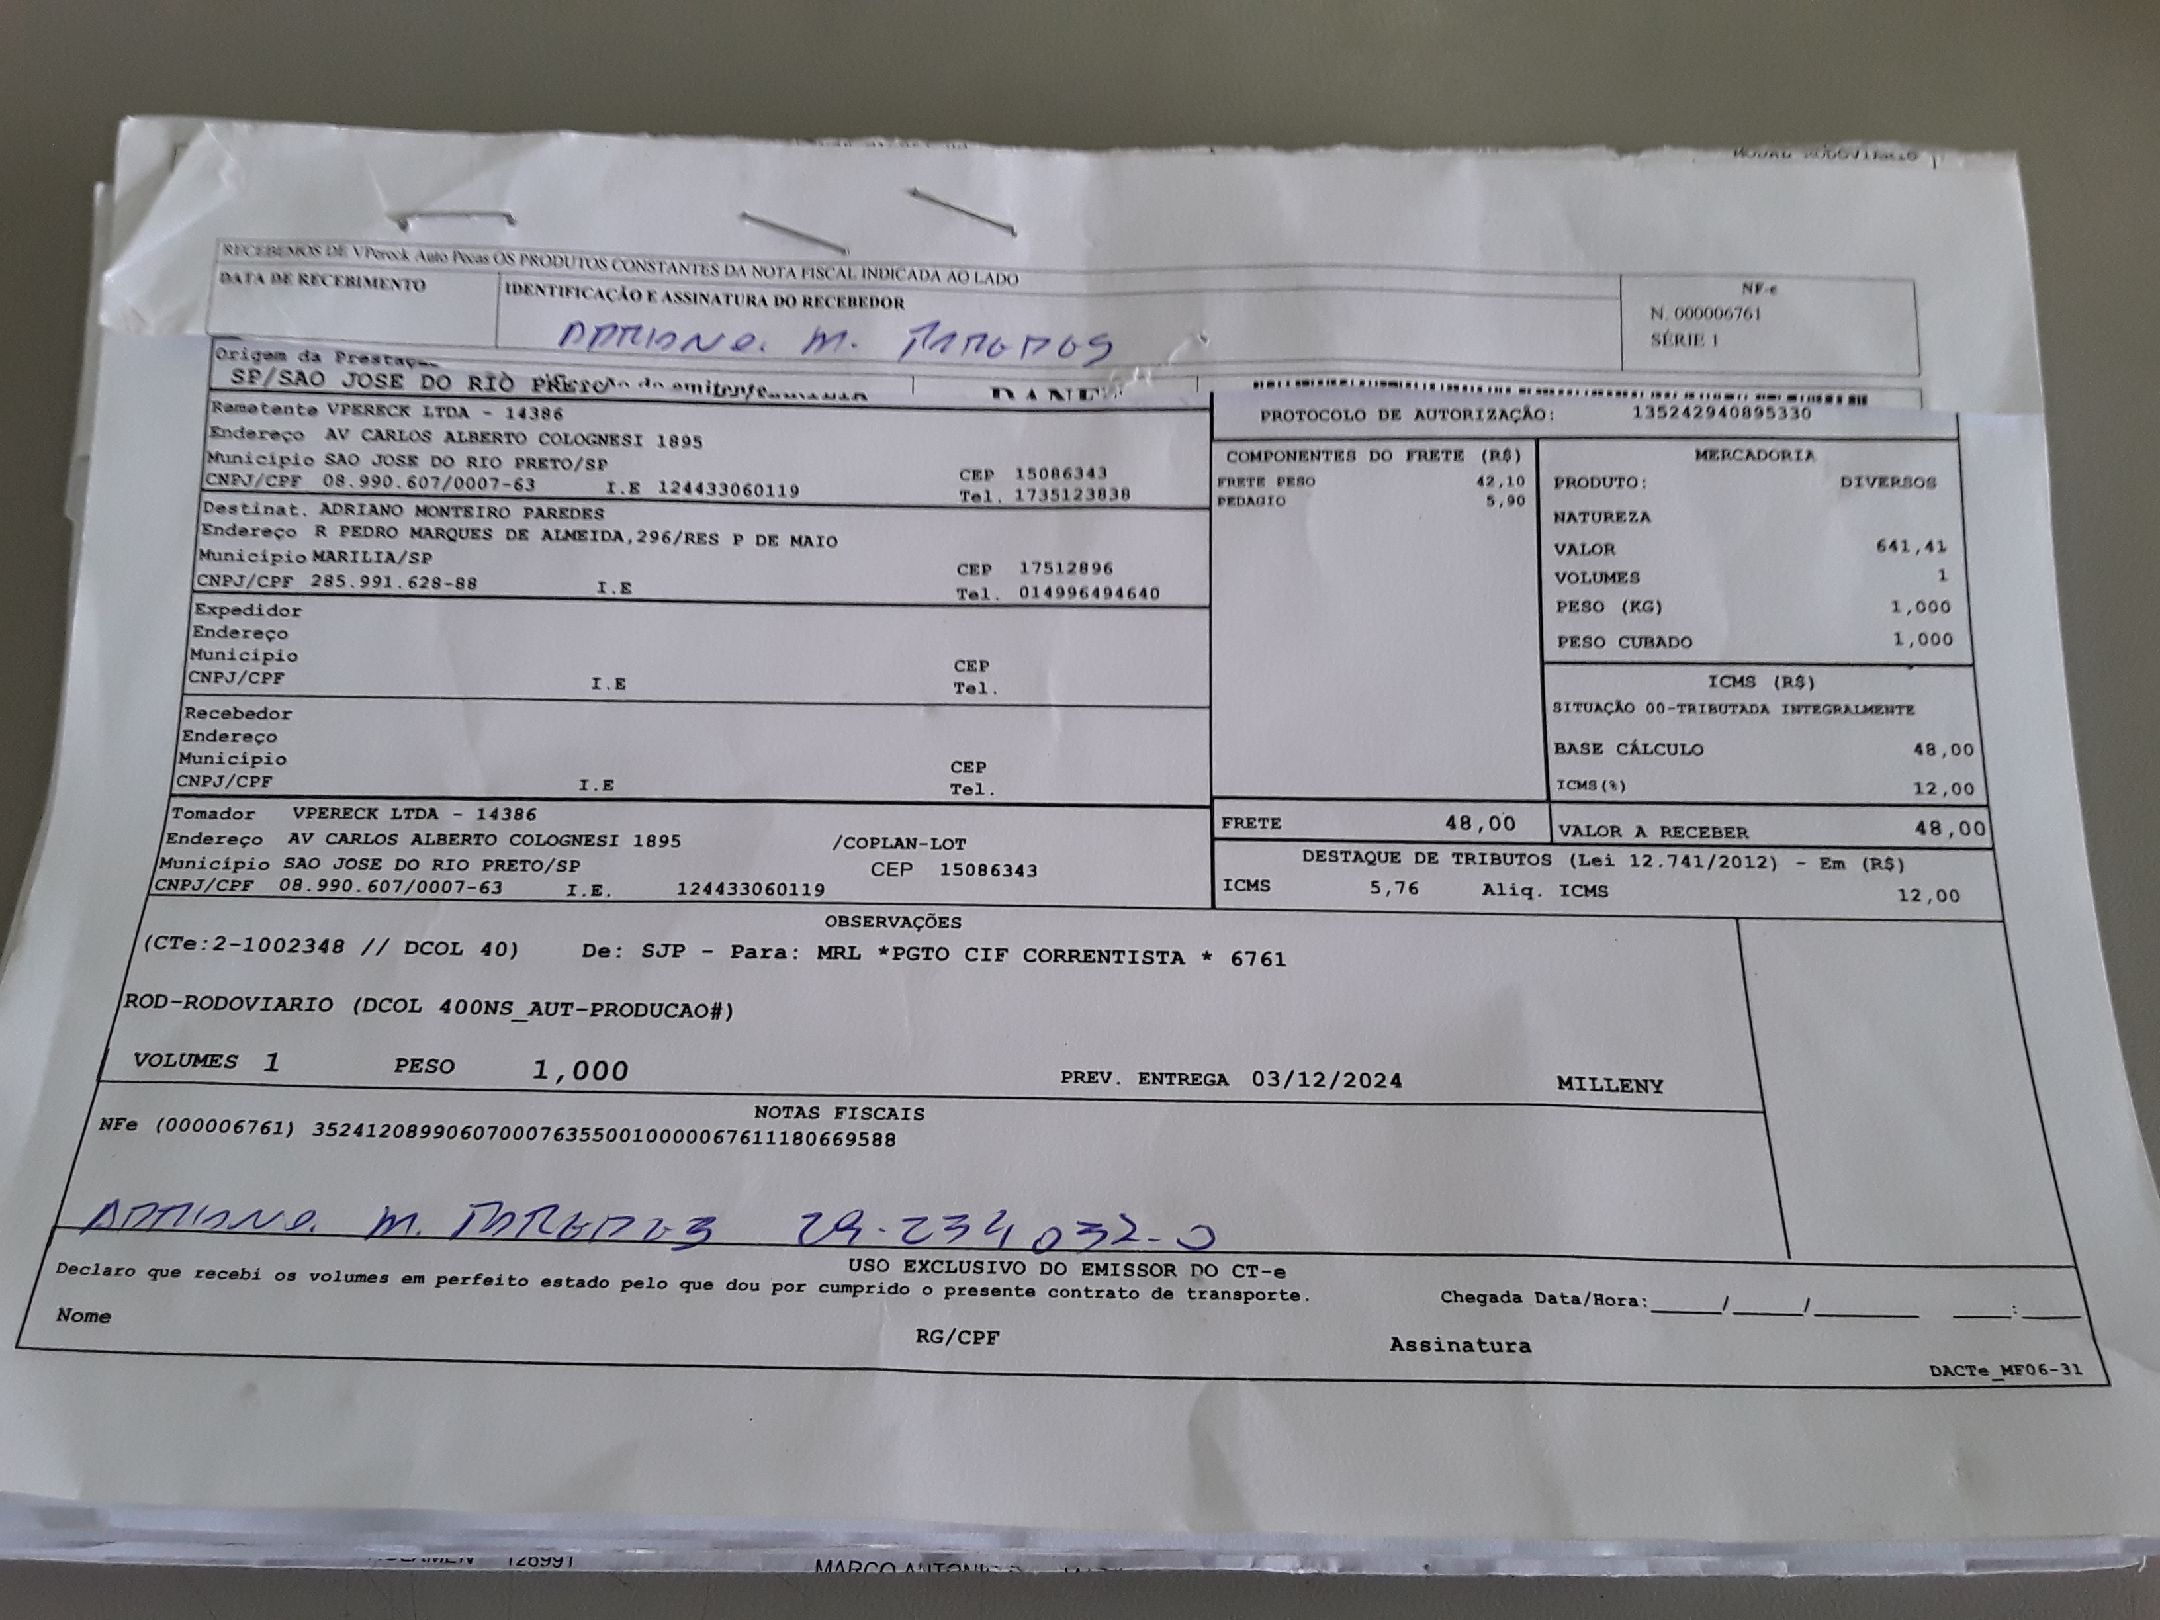 RECEBEMOS DE VPereck Auto Pecas OS PRODUTOS CONSTANTES DA NOTA FISCAL INDICADA AO LADO
DATA DE RECEBIMENTO IDENTIFICAÇÃO E ASSINATURA DO RECEBEDOR
NF-e
N. 000006761
SÉRIE 1
ADRIANO. M. PAREDES
Origem da Prestaç
SP/SAO JOSE DO RIO PRETO
PROTOCOLO DE AUTORIZAÇÃO: 135242940895330
Remetente VPERECK LTDA - 14386
Endereço AV CARLOS ALBERTO COLOGNESI 1895
Município SAO JOSE DO RIO PRETO/SP CEP 15086343
CNPJ/CPF 08.990.607/0007-63 I.E 124433060119 Tel. 1735123838
Destinat. ADRIANO MONTEIRO PAREDES
Endereço R PEDRO MARQUES DE ALMEIDA,296/RES P DE MAIO
Município MARILIA/SP CEP 17512896
CNPJ/CPF 285.991.628-88 I.E Tel. 014996494640
Expedidor
Endereço
Município CEP
CNPJ/CPF I.E Tel.
Recebedor
Endereço
Município CEP
CNPJ/CPF I.E Tel.
Tomador VPERECK LTDA - 14386
Endereço AV CARLOS ALBERTO COLOGNESI 1895 /COPLAN-LOT
Município SAO JOSE DO RIO PRETO/SP CEP 15086343
CNPJ/CPF 08.990.607/0007-63 I.E. 124433060119
COMPONENTES DO FRETE (R$)
FRETE PESO 42,10
PEDAGIO 5,90
MERCADORIA
PRODUTO: DIVERSOS
NATUREZA
VALOR 641,41
VOLUMES 1
PESO (KG) 1,000
PESO CUBADO 1,000
ICMS (R$)
SITUAÇÃO 00-TRIBUTADA INTEGRALMENTE
BASE CÁLCULO 48,00
ICMS(%) 12,00
FRETE 48,00 VALOR A RECEBER 48,00
DESTAQUE DE TRIBUTOS (Lei 12.741/2012) - Em (R$)
ICMS 5,76 Aliq. ICMS 12,00
OBSERVAÇÕES
(CTe:2-1002348 // DCOL 40) De: SJP - Para: MRL *PGTO CIF CORRENTISTA * 6761
ROD-RODOVIARIO (DCOL 400NS_AUT-PRODUCAO#)
VOLUMES 1 PESO 1,000 PREV. ENTREGA 03/12/2024 MILLENY
NOTAS FISCAIS
NFe (000006761) 35241208990607000763550010000067611180669588
ADRIANO. M. PAREDES 29.234032-0
USO EXCLUSIVO DO EMISSOR DO CT-e
Declaro que recebi os volumes em perfeito estado pelo que dou por cumprido o presente contrato de transporte. Chegada Data/Hora:____/____/______ ___:___
Nome RG/CPF Assinatura
DACTe_MF06-31